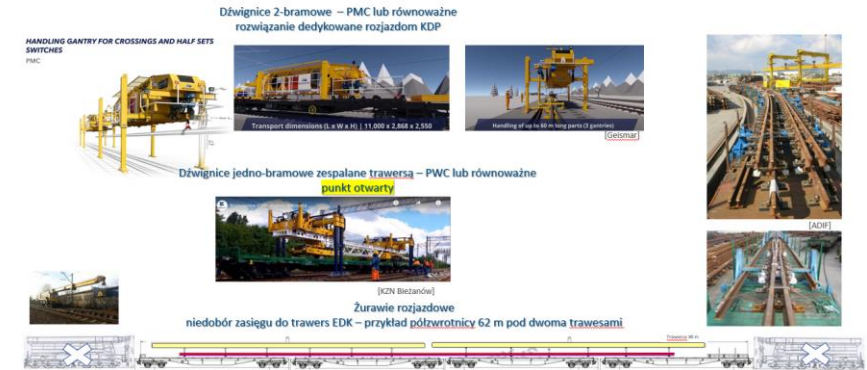 Dźwignice 2-bramowe – PMC lub równoważne
rozwiązanie dedykowane rozjazdom KDP
HANDLING GANTRY FOR CROSSINGS AND HALF SETS
SWITCHES
PMC
Transport dimensions (L x W x H) | 11,000 x 2,868 x 2,550
Handling of up to 60 m long parts (3 gantries)
[Geismar]
Dźwignice jedno-bramowe zespalane trawersą – PWC lub równoważne
punkt otwarty
[ADIF]
[KZN Bieżanów]
Żurawie rozjazdowe
niedobór zasięgu do trawers EDK – przykład półzwrotnicy 62 m pod dwoma trawesami